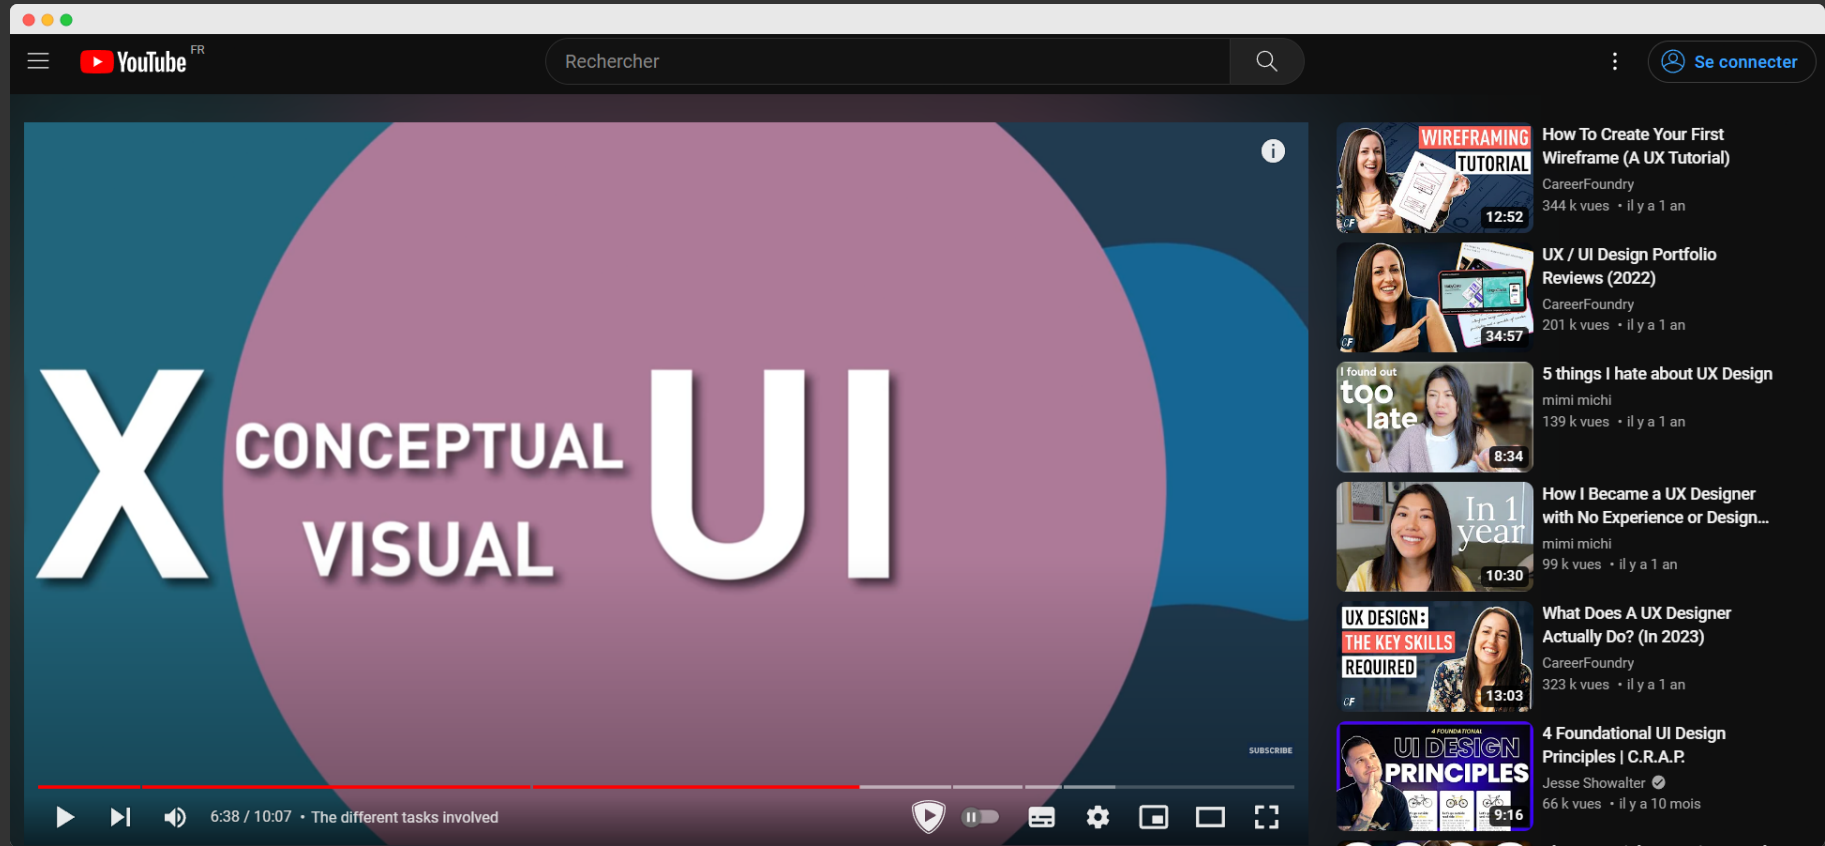 YouTube FR
Rechercher
Se connecter
X
CONCEPTUAL
VISUAL
UI
SUBSCRIBE
6:38 / 10:07 • The different tasks involved
WIREFRAMING
TUTORIAL
CF
12:52
How To Create Your First
Wireframe (A UX Tutorial)
CareerFoundry
344 k vues • il y a 1 an
CF
34:57
UX / UI Design Portfolio
Reviews (2022)
CareerFoundry
201 k vues • il y a 1 an
I found out
too
late
8:34
5 things I hate about UX Design
mimi michi
139 k vues • il y a 1 an
In 1
year
10:30
How I Became a UX Designer
with No Experience or Design...
mimi michi
99 k vues • il y a 1 an
UX DESIGN:
THE KEY SKILLS
REQUIRED
CF
13:03
What Does A UX Designer
Actually Do? (In 2023)
CareerFoundry
323 k vues • il y a 1 an
4 FOUNDATIONAL
UI DESIGN
PRINCIPLES
9:16
4 Foundational UI Design
Principles | C.R.A.P.
Jesse Showalter
66 k vues • il y a 10 mois